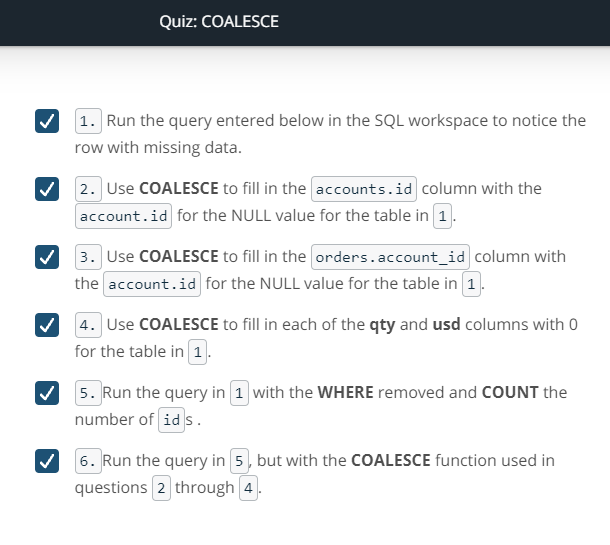 Quiz: COALESCE
1. Run the query entered below in the SQL workspace to notice the
row with missing data.
2. Use COALESCE to fill in the accounts.id column with the
account.id for the NULL value for the table in 1.
3. Use COALESCE to fill in the orders.account_id column with
the account.id for the NULL value for the table in 1.
4. Use COALESCE to fill in each of the qty and usd columns with 0
for the table in 1.
5. Run the query in 1 with the WHERE removed and COUNT the
number of ids .
6. Run the query in 5, but with the COALESCE function used in
questions 2 through 4.